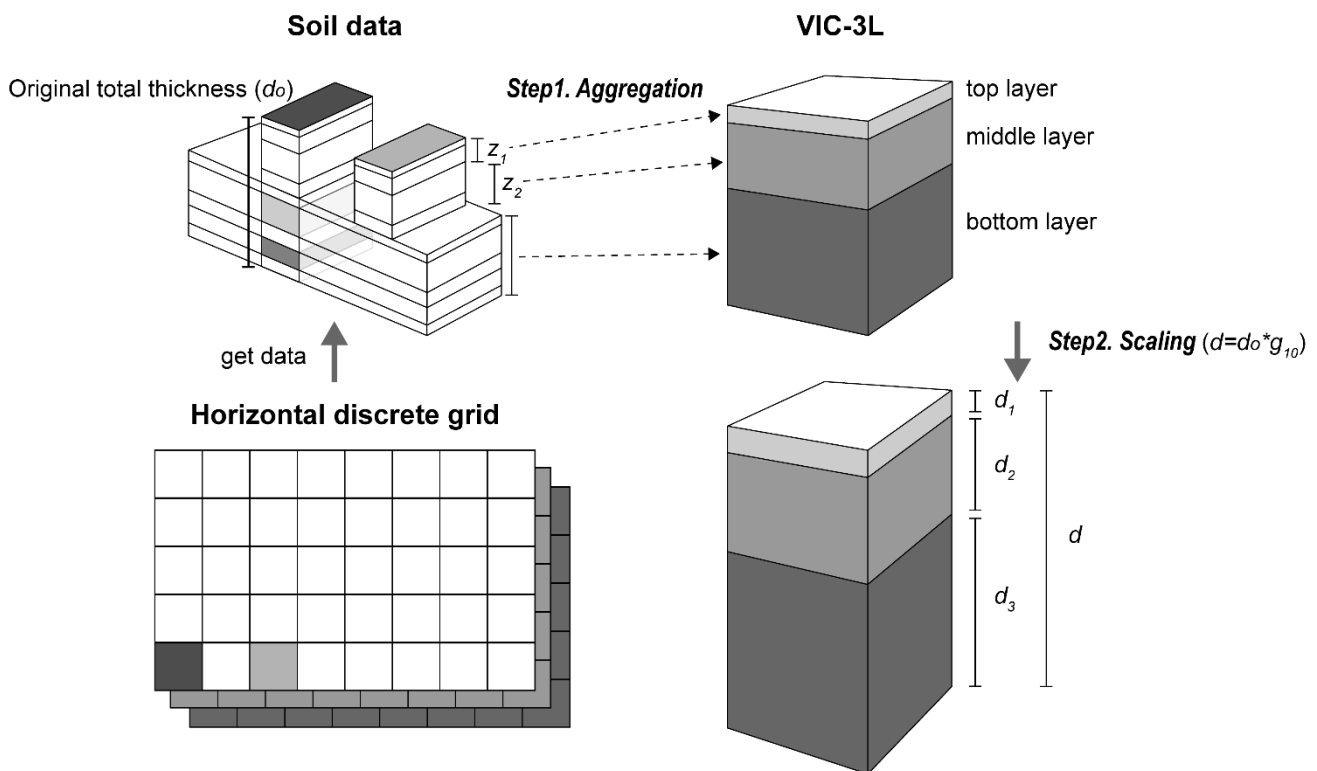 Soil data
VIC-3L
Original total thickness (do)
Step1. Aggregation
top layer
z1
middle layer
z2
bottom layer
get data
Step2. Scaling (d=do*g10)
Horizontal discrete grid
d1
d2
d
d3